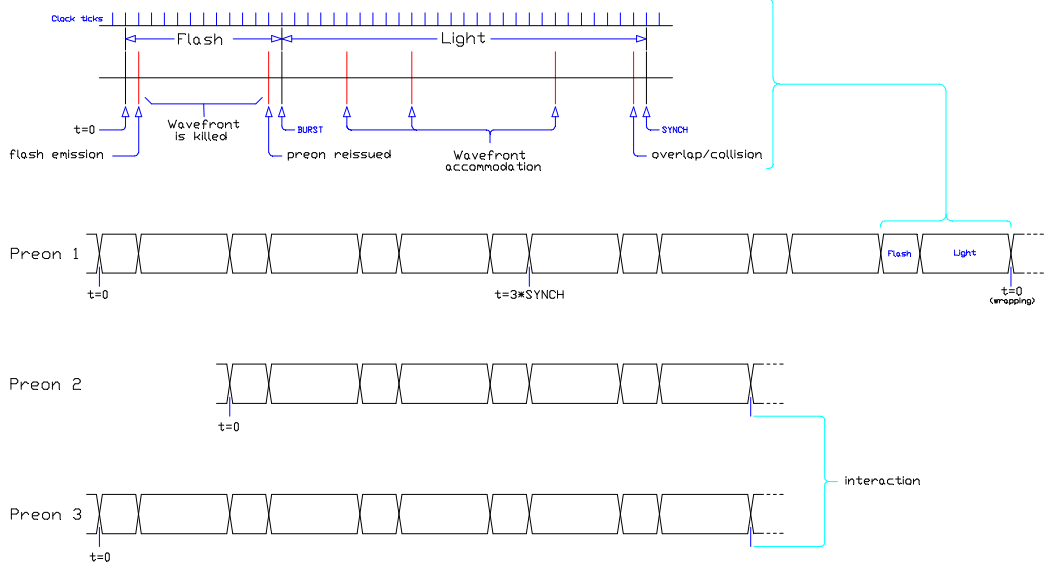 Clock ticks
Flash
Light
t=0
Wavefront
is killed
BURST
SYNCH
flash emission
preon reissued
Wavefront
accommodation
overlap/collision
Preon 1
Flash
Light
t=0
t=3*SYNCH
t=0
(wrapping)
Preon 2
t=0
interaction
Preon 3
t=0